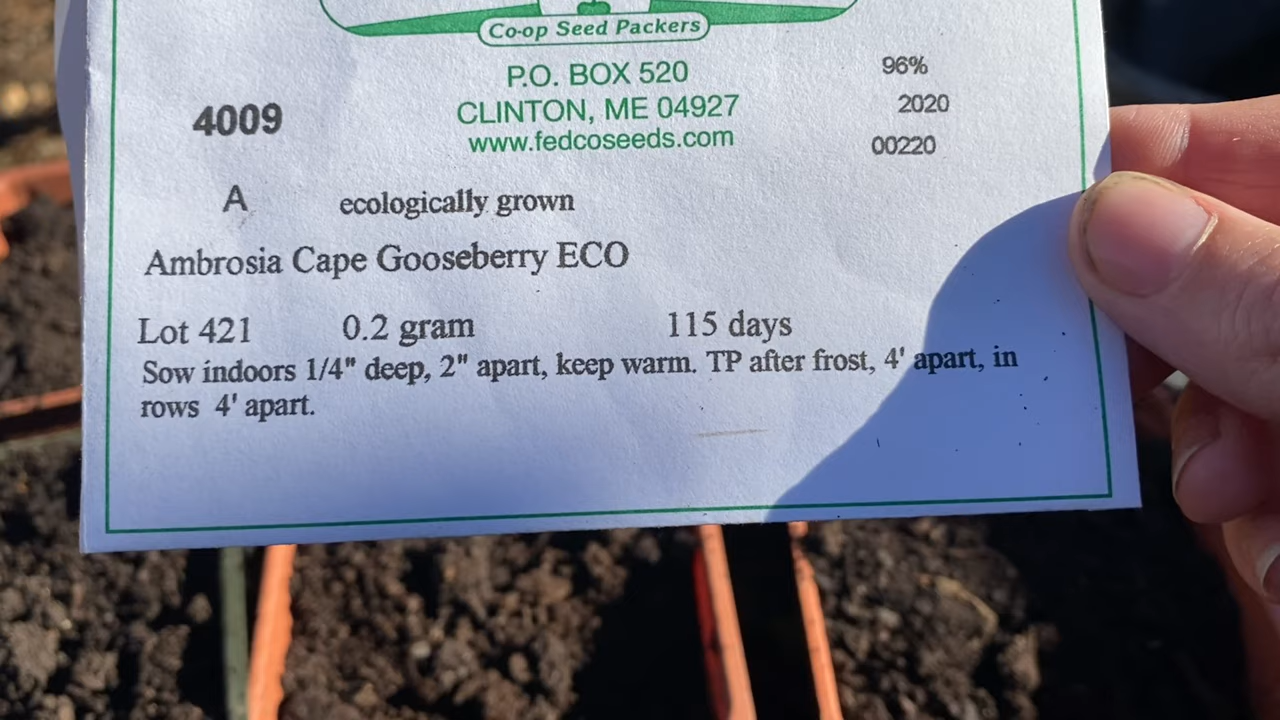 Co-op Seed Packers
P.O. BOX 520
96%
4009
CLINTON, ME 04927
2020
www.fedcoseeds.com
00220
A ecologically grown
Ambrosia Cape Gooseberry ECO
Lot 421 0.2 gram 115 days
Sow indoors 1/4" deep, 2" apart, keep warm. TP after frost, 4' apart, in
rows 4' apart.